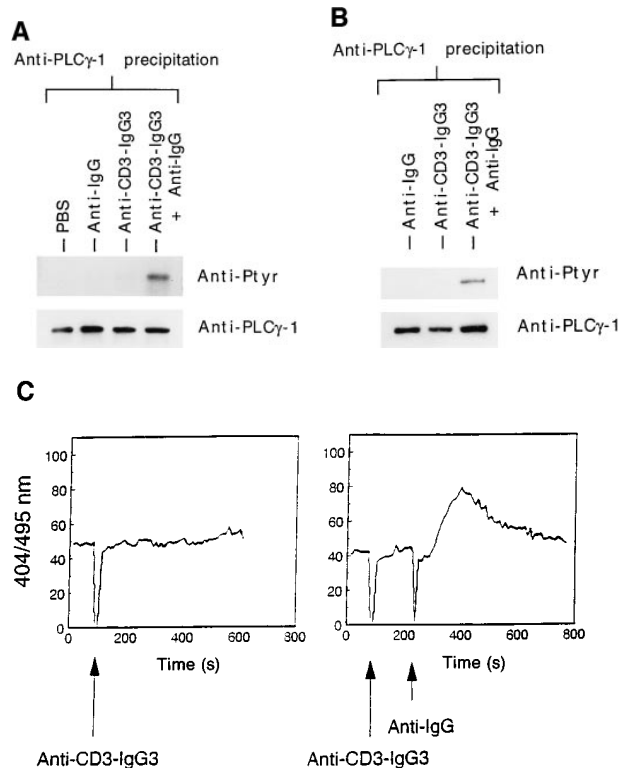 A
Anti-PLCγ-1 precipitation
PBS
Anti-IgG
Anti-CD3-IgG3
Anti-CD3-IgG3
+ Anti-IgG
Anti-Ptyr
Anti-PLCγ-1
B
Anti-PLCγ-1 precipitation
Anti-IgG
Anti-CD3-IgG3
Anti-CD3-IgG3
+ Anti-IgG
Anti-Ptyr
Anti-PLCγ-1
C
404/495 nm
100
80
60
40
20
0
0 200 400 600 300
Time (s)
Anti-CD3-IgG3
100
80
60
40
20
0
0 200 400 600 800
Time (s)
Anti-IgG
Anti-CD3-IgG3